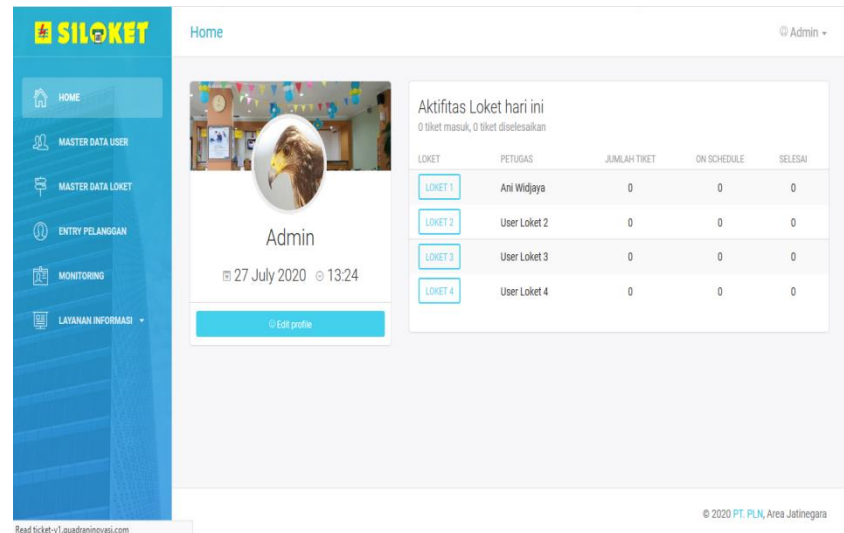 SILOKET
Home
Admin
HOME
MASTER DATA USER
MASTER DATA LOKET
ENTRY PELANGGAN
MONITORING
LAYANAN INFORMASI
Admin
27 July 2020 13:24
Edit profile
Aktifitas Loket hari ini
0 tiket masuk, 0 tiket diselesaikan
LOKET PETUGAS JUMLAH TIKET ON SCHEDULE SELESAI
LOKET 1 Ani Widjaya 0 0 0
LOKET 2 User Loket 2 0 0 0
LOKET 3 User Loket 3 0 0 0
LOKET 4 User Loket 4 0 0 0
© 2020 PT. PLN, Area Jatinegara
Read ticket-v1.quadraninovasi.com